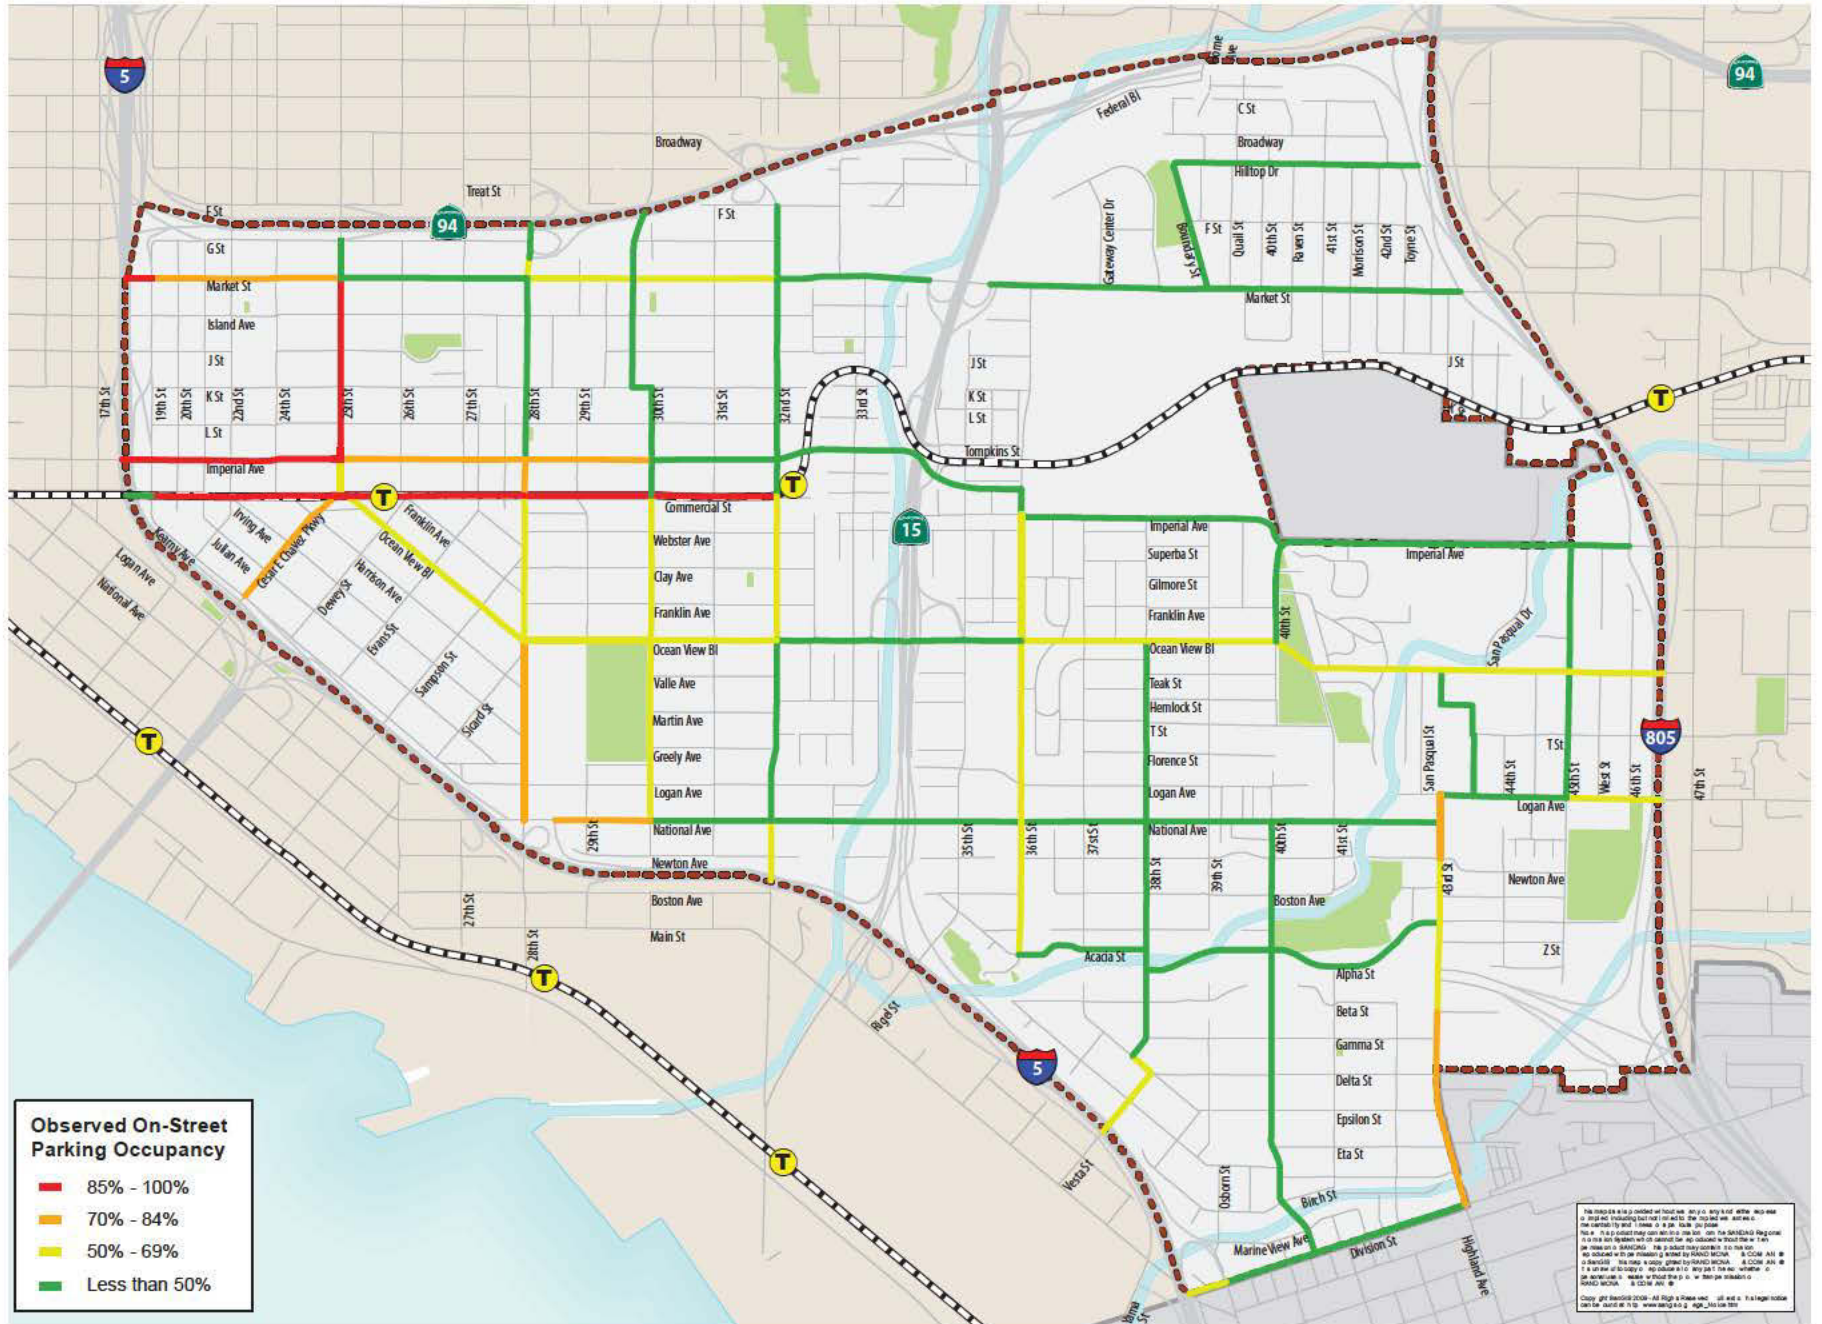 5
94
Home
Ave
Federal Bl
C St
Broadway
Broadway
Hilltop Dr
Treat St
F St
94
F St
G St
Gateway Center Dr
Boundary St
F St
Quail St
40th St
Raven St
41st St
Morrison St
42nd St
Toyne St
Market St
Market St
Island Ave
J St
J St
J St
17th St
19th St
20th St
22nd St
24th St
25th St
26th St
27th St
28th St
29th St
30th St
31st St
32nd St
33rd St
K St
K St
L St
L St
T
Tompkins St
Imperial Ave
T
T
Commercial St
15
Imperial Ave
Imperial Ave
Irving Ave
Julian Ave
Kearny Ave
Logan Ave
National Ave
Cesar E Chavez Pkwy
Franklin Ave
Ocean View Bl
Harrison Ave
Dewey St
Evans St
Sampson St
Sicard St
Webster Ave
Clay Ave
Franklin Ave
Ocean View Bl
Valle Ave
Martin Ave
Greely Ave
Logan Ave
National Ave
Newton Ave
Boston Ave
Main St
Superba St
Gilmore St
Franklin Ave
40th St
San Pasqual Dr
Ocean View Bl
Teak St
Hemlock St
T St
Florence St
Logan Ave
National Ave
T
San Pasqual St
T St
44th St
45th St
West St
46th St
47th St
805
Logan Ave
29th St
35th St
36th St
37st St
38th St
39th St
40th St
41st St
43rd St
Newton Ave
Boston Ave
27th St
28th St
Z St
Acacia St
Alpha St
T
Rigel St
Beta St
Gamma St
5
Delta St
Epsilon St
Eta St
T
Vesta St
Osborn St
Birch St
Marine View Ave
Division St
Highland Ave
Yama
St
Observed On-Street
Parking Occupancy
85% - 100%
70% - 84%
50% - 69%
Less than 50%